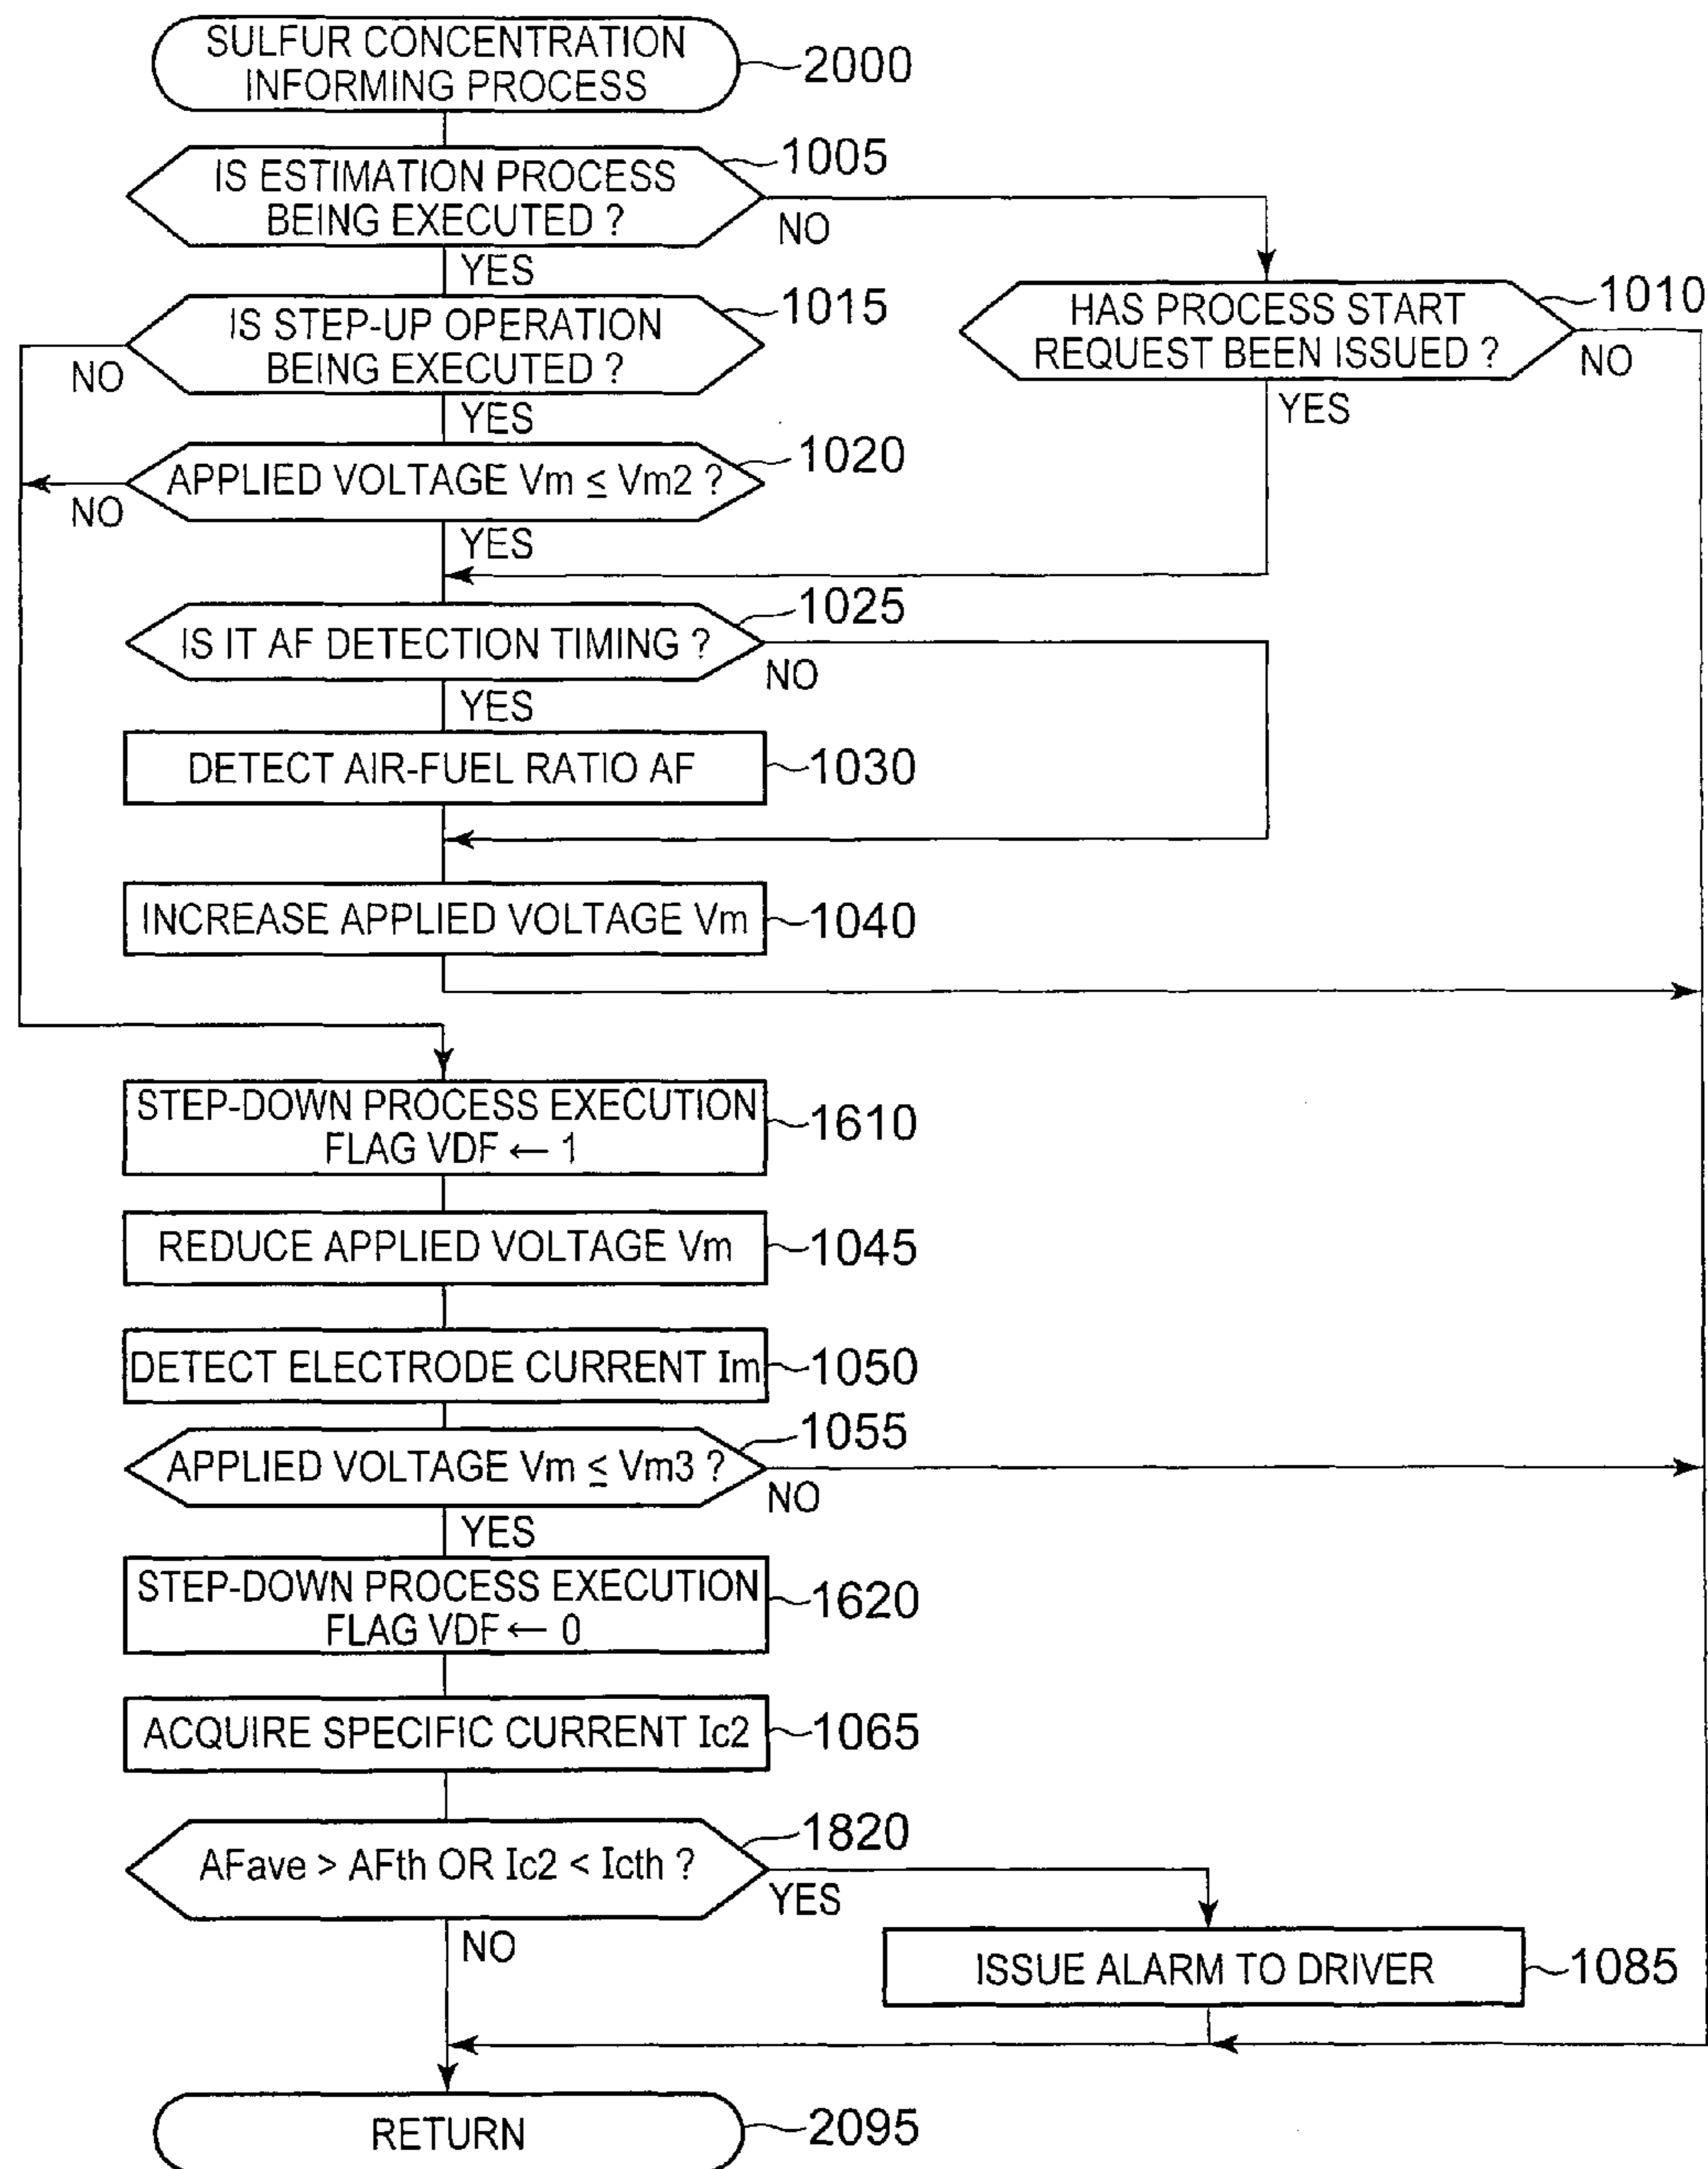 SULFUR CONCENTRATION
INFORMING PROCESS
2000
IS ESTIMATION PROCESS
BEING EXECUTED ?
1005
NO
YES
HAS PROCESS START
REQUEST BEEN ISSUED ?
1010
NO
YES
IS STEP-UP OPERATION
BEING EXECUTED ?
1015
NO
YES
APPLIED VOLTAGE Vm ≤ Vm2 ?
1020
NO
YES
IS IT AF DETECTION TIMING ?
1025
NO
YES
DETECT AIR-FUEL RATIO AF
1030
INCREASE APPLIED VOLTAGE Vm
1040
STEP-DOWN PROCESS EXECUTION
FLAG VDF ← 1
1610
REDUCE APPLIED VOLTAGE Vm
1045
DETECT ELECTRODE CURRENT Im
1050
APPLIED VOLTAGE Vm ≤ Vm3 ?
1055
NO
YES
STEP-DOWN PROCESS EXECUTION
FLAG VDF ← 0
1620
ACQUIRE SPECIFIC CURRENT Ic2
1065
AFave > AFth OR Ic2 < Icth ?
1820
YES
NO
ISSUE ALARM TO DRIVER
1085
RETURN
2095